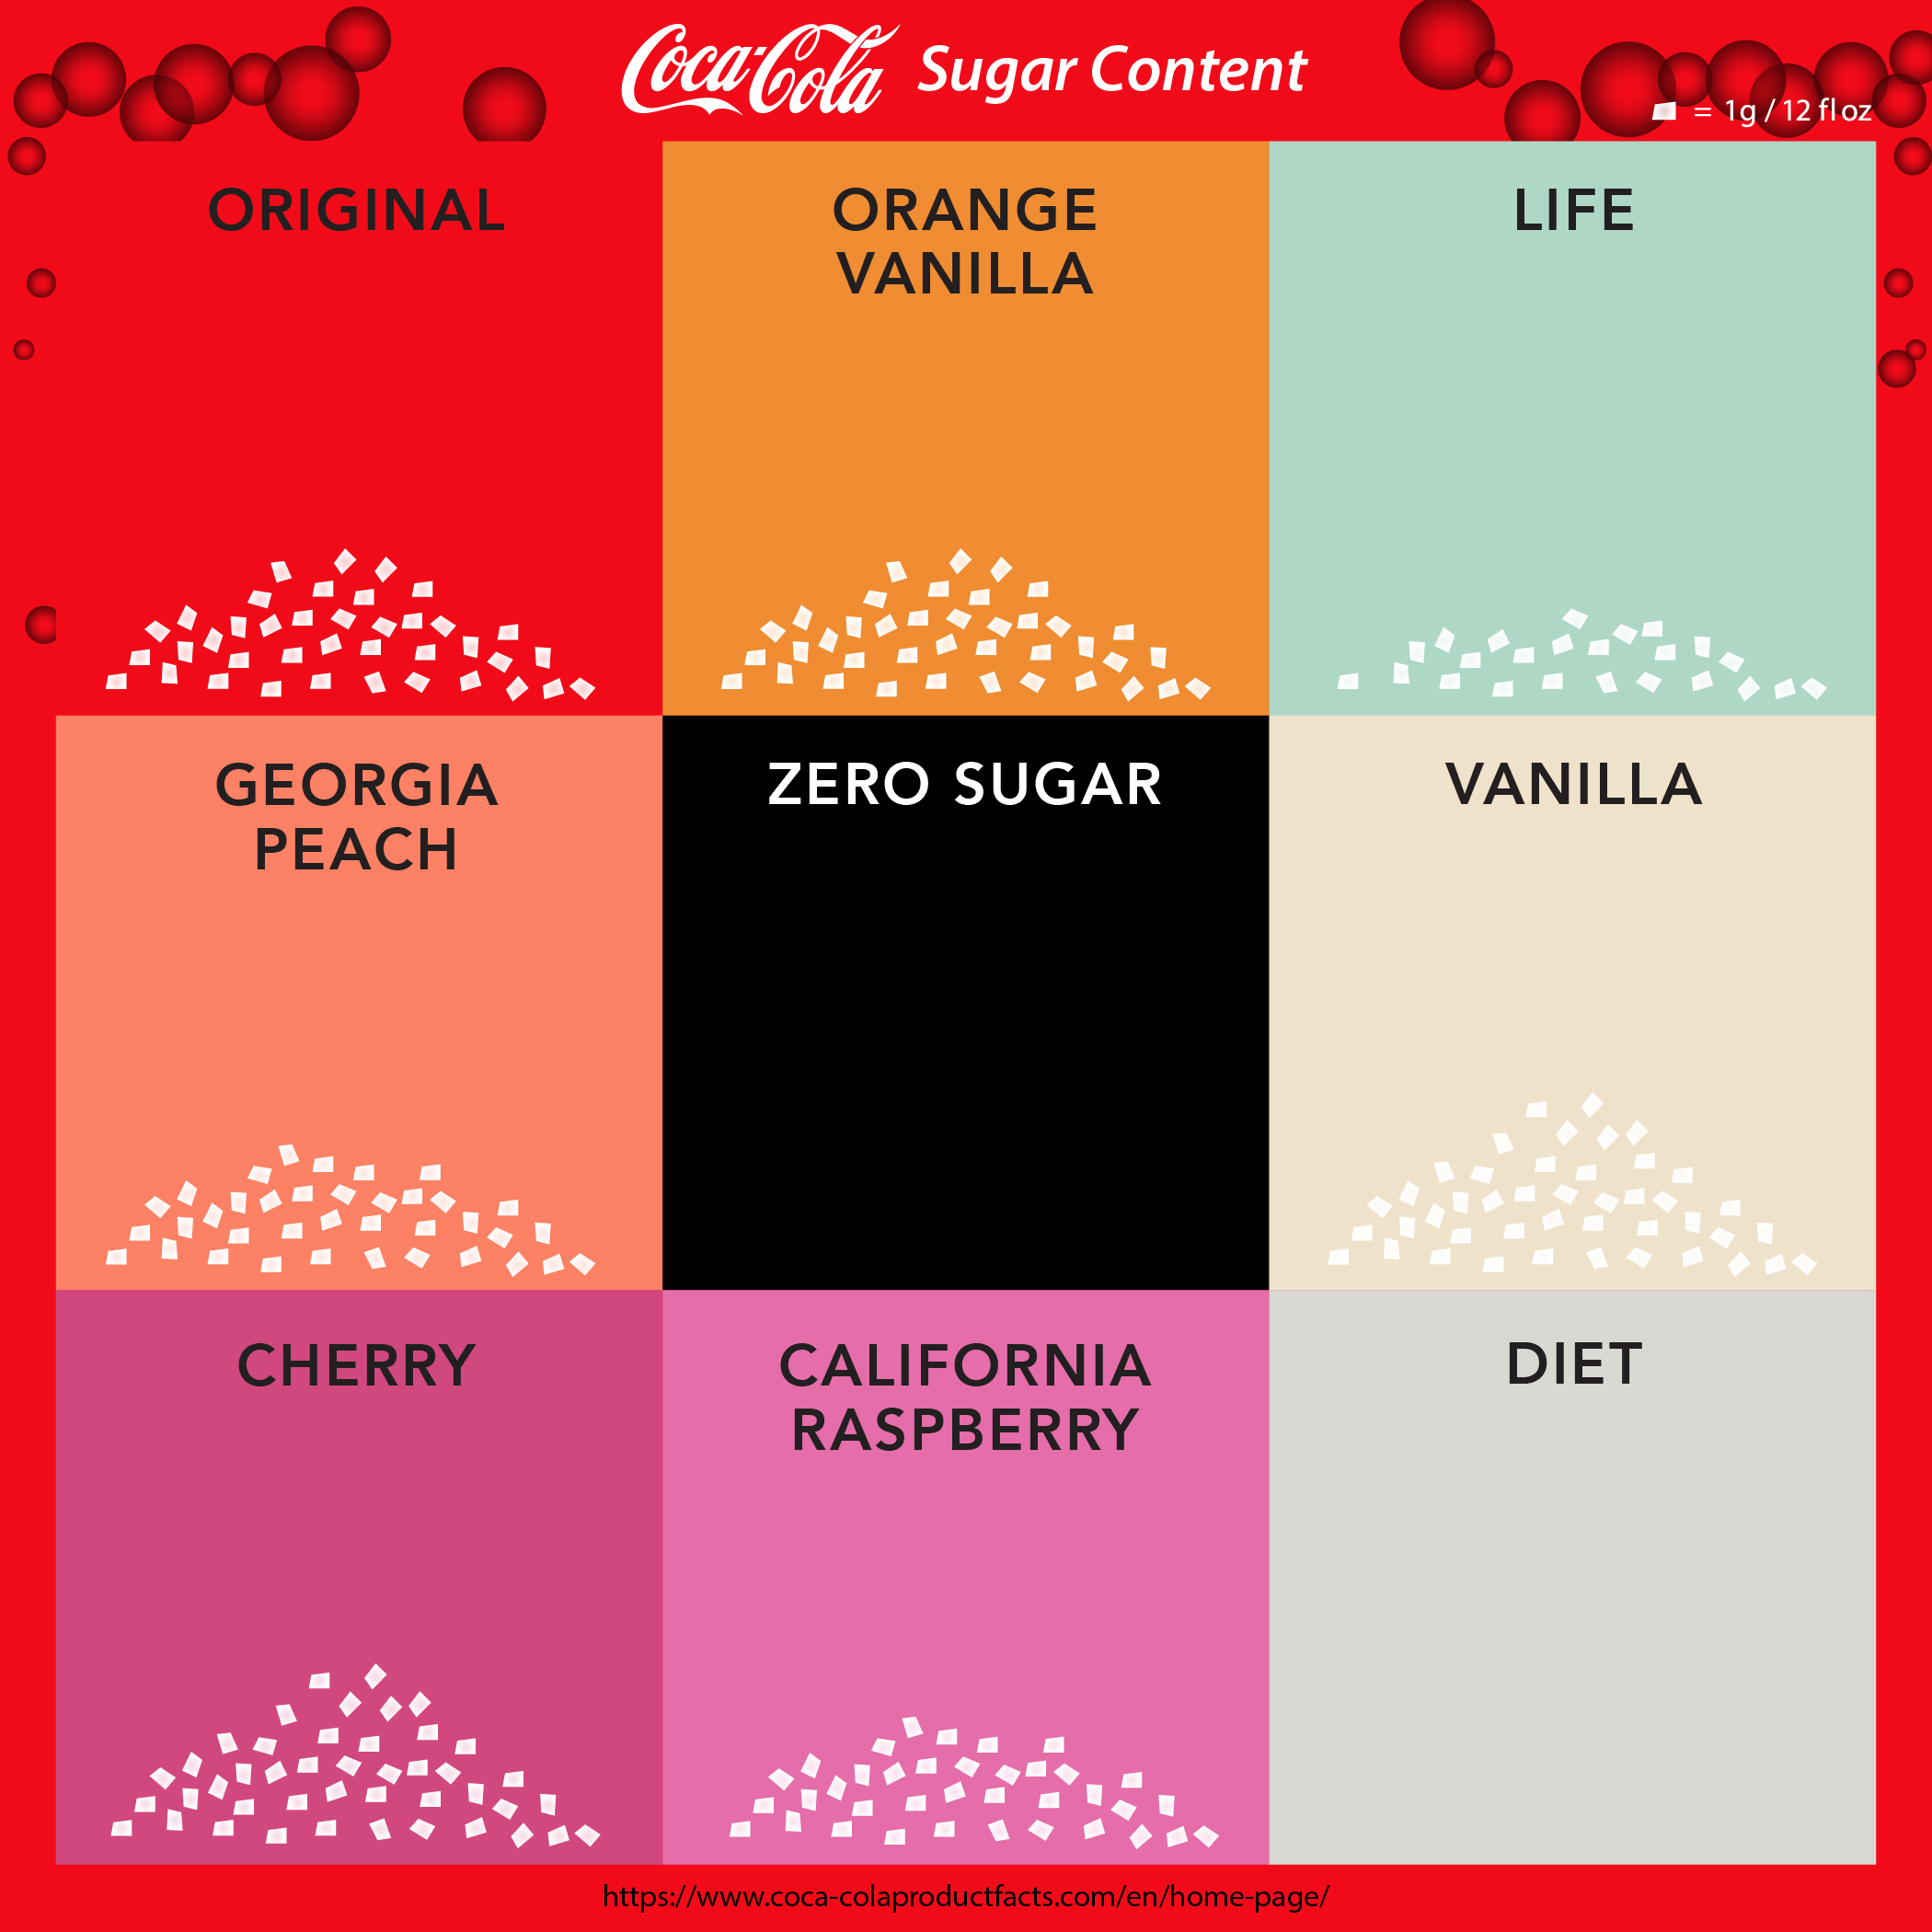 Coca-Cola Sugar Content
= 1g / 12 fl oz
ORIGINAL
ORANGE
VANILLA
LIFE
GEORGIA
PEACH
ZERO SUGAR
VANILLA
CHERRY
CALIFORNIA
RASPBERRY
DIET
https://www.coca-colaproductfacts.com/en/home-page/